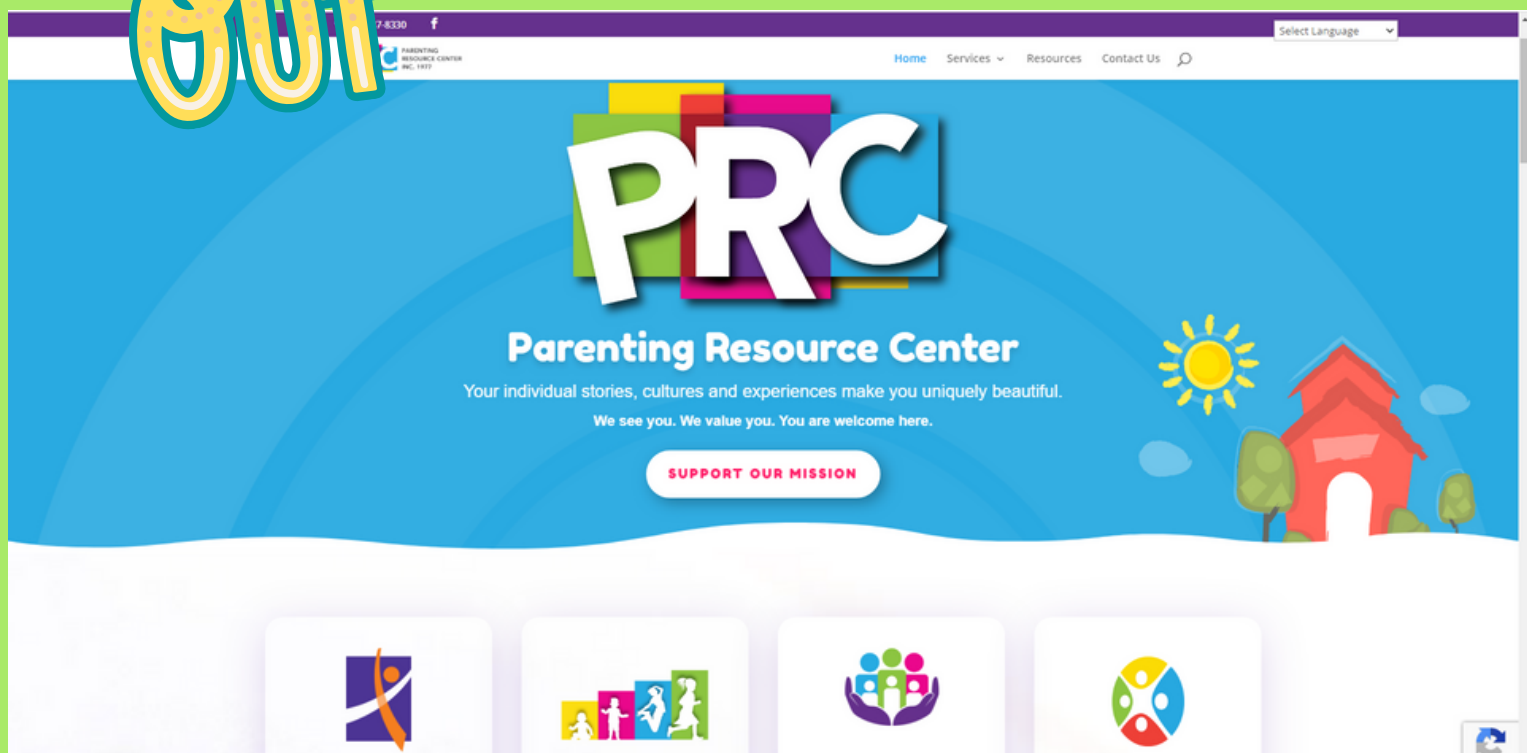 OUT
7-8330 f
Select Language
PARENTING
RESOURCE CENTER
INC. 1977
Home Services Resources Contact Us
PRC
Parenting Resource Center
Your individual stories, cultures and experiences make you uniquely beautiful.
We see you. We value you. You are welcome here.
SUPPORT OUR MISSION